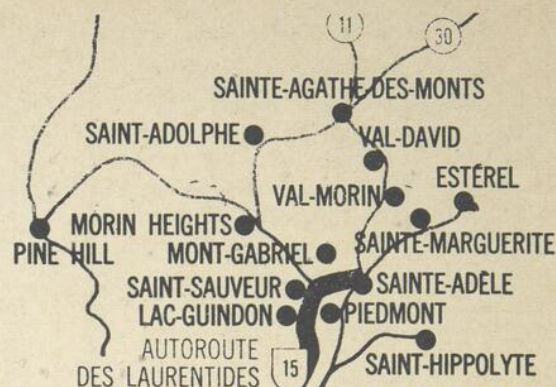 11
30
SAINTE-AGATHE-DES-MONTS
SAINT-ADOLPHE
VAL-DAVID
VAL-MORIN
ESTÉREL
MORIN HEIGHTS
SAINTE-MARGUERITE
PINE HILL
MONT-GABRIEL
SAINT-SAUVEUR
SAINTE-ADÈLE
LAC-GUINDON
PIEDMONT
AUTOROUTE
DES LAURENTIDES
15
SAINT-HIPPOLYTE